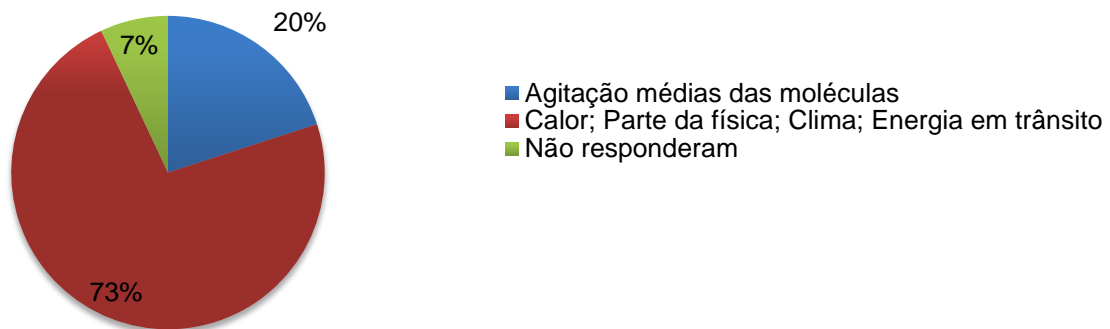 20%
7%
73%
Agitação médias das moléculas
Calor; Parte da física; Clima; Energia em trânsito
Não responderam